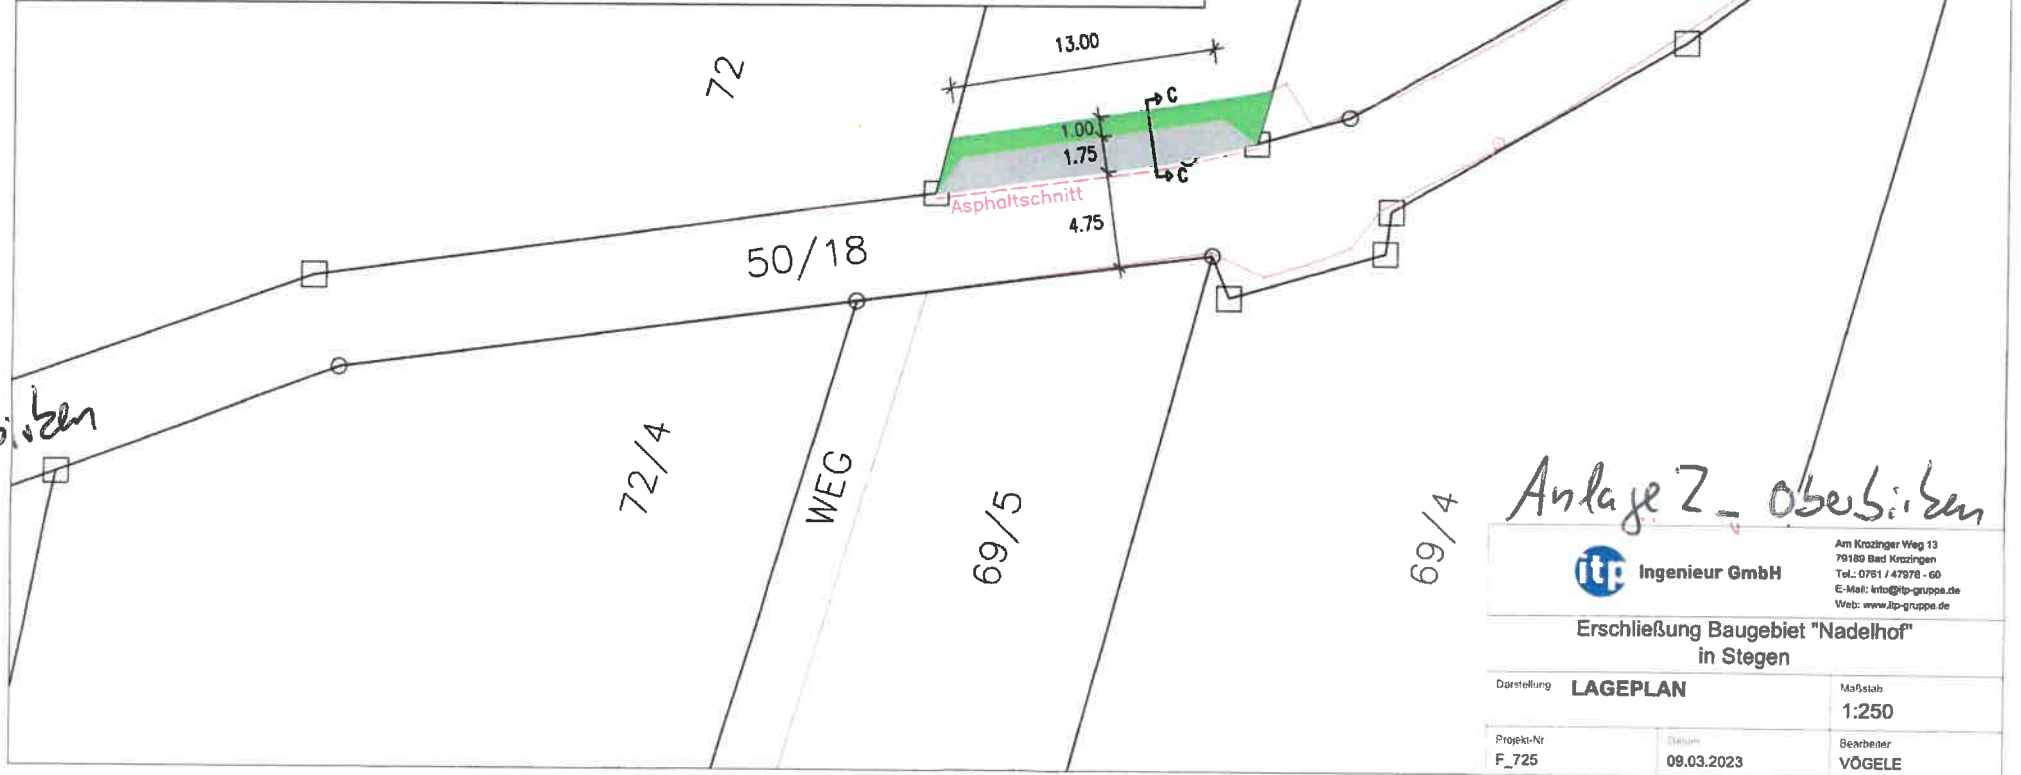 13.00
72
C
1.00
1.75
C
Asphaltschnitt
4.75
50/18
72/4
WEG
69/5
69/4
Anlage 2 - Oberbirken
itp Ingenieur GmbH
Am Krozinger Weg 13
79189 Bad Krozingen
Tel.: 0761 / 47978 - 60
E-Mail: info@itp-gruppe.de
Web: www.itp-gruppe.de
Erschließung Baugebiet "Nadelhof"
in Stegen
Darstellung LAGEPLAN
Maßstab
1:250
Projekt-Nr
F_725
Datum
09.03.2023
Bearbeiter
VÖGELE